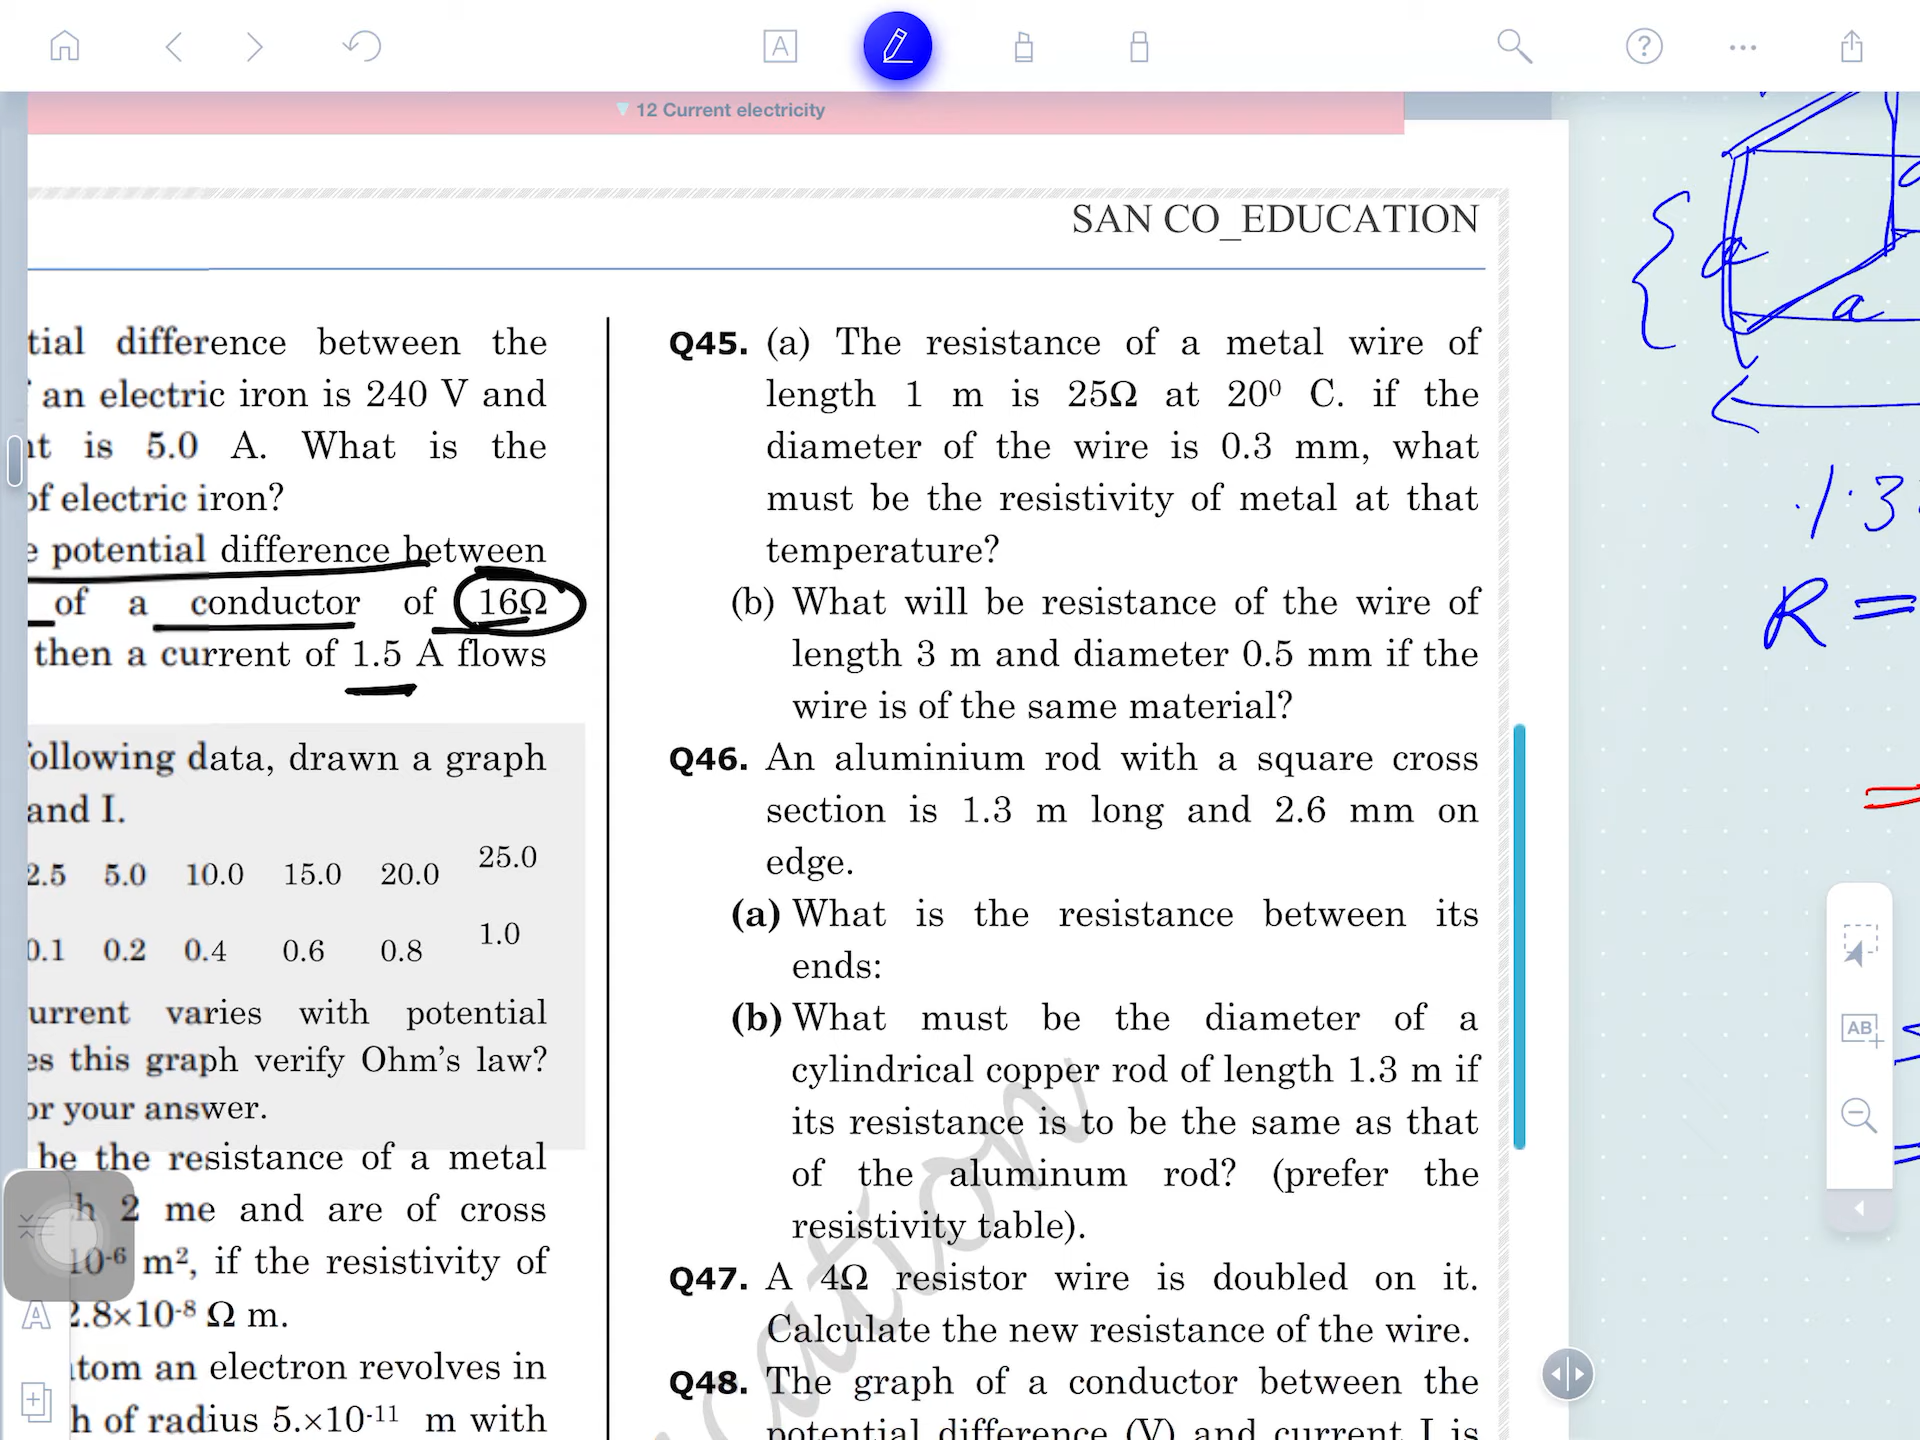 A
12 Current electricity
SAN CO_EDUCATION
tial difference between the
an electric iron is 240 V and
nt is 5.0 A. What is the
of electric iron?
e potential difference between
of a conductor of 16Ω
then a current of 1.5 A flows
following data, drawn a graph
and I.
2.5 5.0 10.0 15.0 20.0 25.0
0.1 0.2 0.4 0.6 0.8 1.0
urrent varies with potential
es this graph verify Ohm's law?
or your answer.
be the resistance of a metal
h 2 me and are of cross
10⁻⁶ m², if the resistivity of
2.8×10⁻⁸ Ω m.
tom an electron revolves in
h of radius 5.×10⁻¹¹ m with
Q45. (a) The resistance of a metal wire of
length 1 m is 25Ω at 20⁰ C. if the
diameter of the wire is 0.3 mm, what
must be the resistivity of metal at that
temperature?
(b) What will be resistance of the wire of
length 3 m and diameter 0.5 mm if the
wire is of the same material?
Q46. An aluminium rod with a square cross
section is 1.3 m long and 2.6 mm on
edge.
(a) What is the resistance between its
ends:
(b) What must be the diameter of a
cylindrical copper rod of length 1.3 m if
its resistance is to be the same as that
of the aluminum rod? (prefer the
resistivity table).
Q47. A 4Ω resistor wire is doubled on it.
Calculate the new resistance of the wire.
Q48. The graph of a conductor between the
potential difference (V) and current I is
cation
a
a
1.3
R =
AB
A